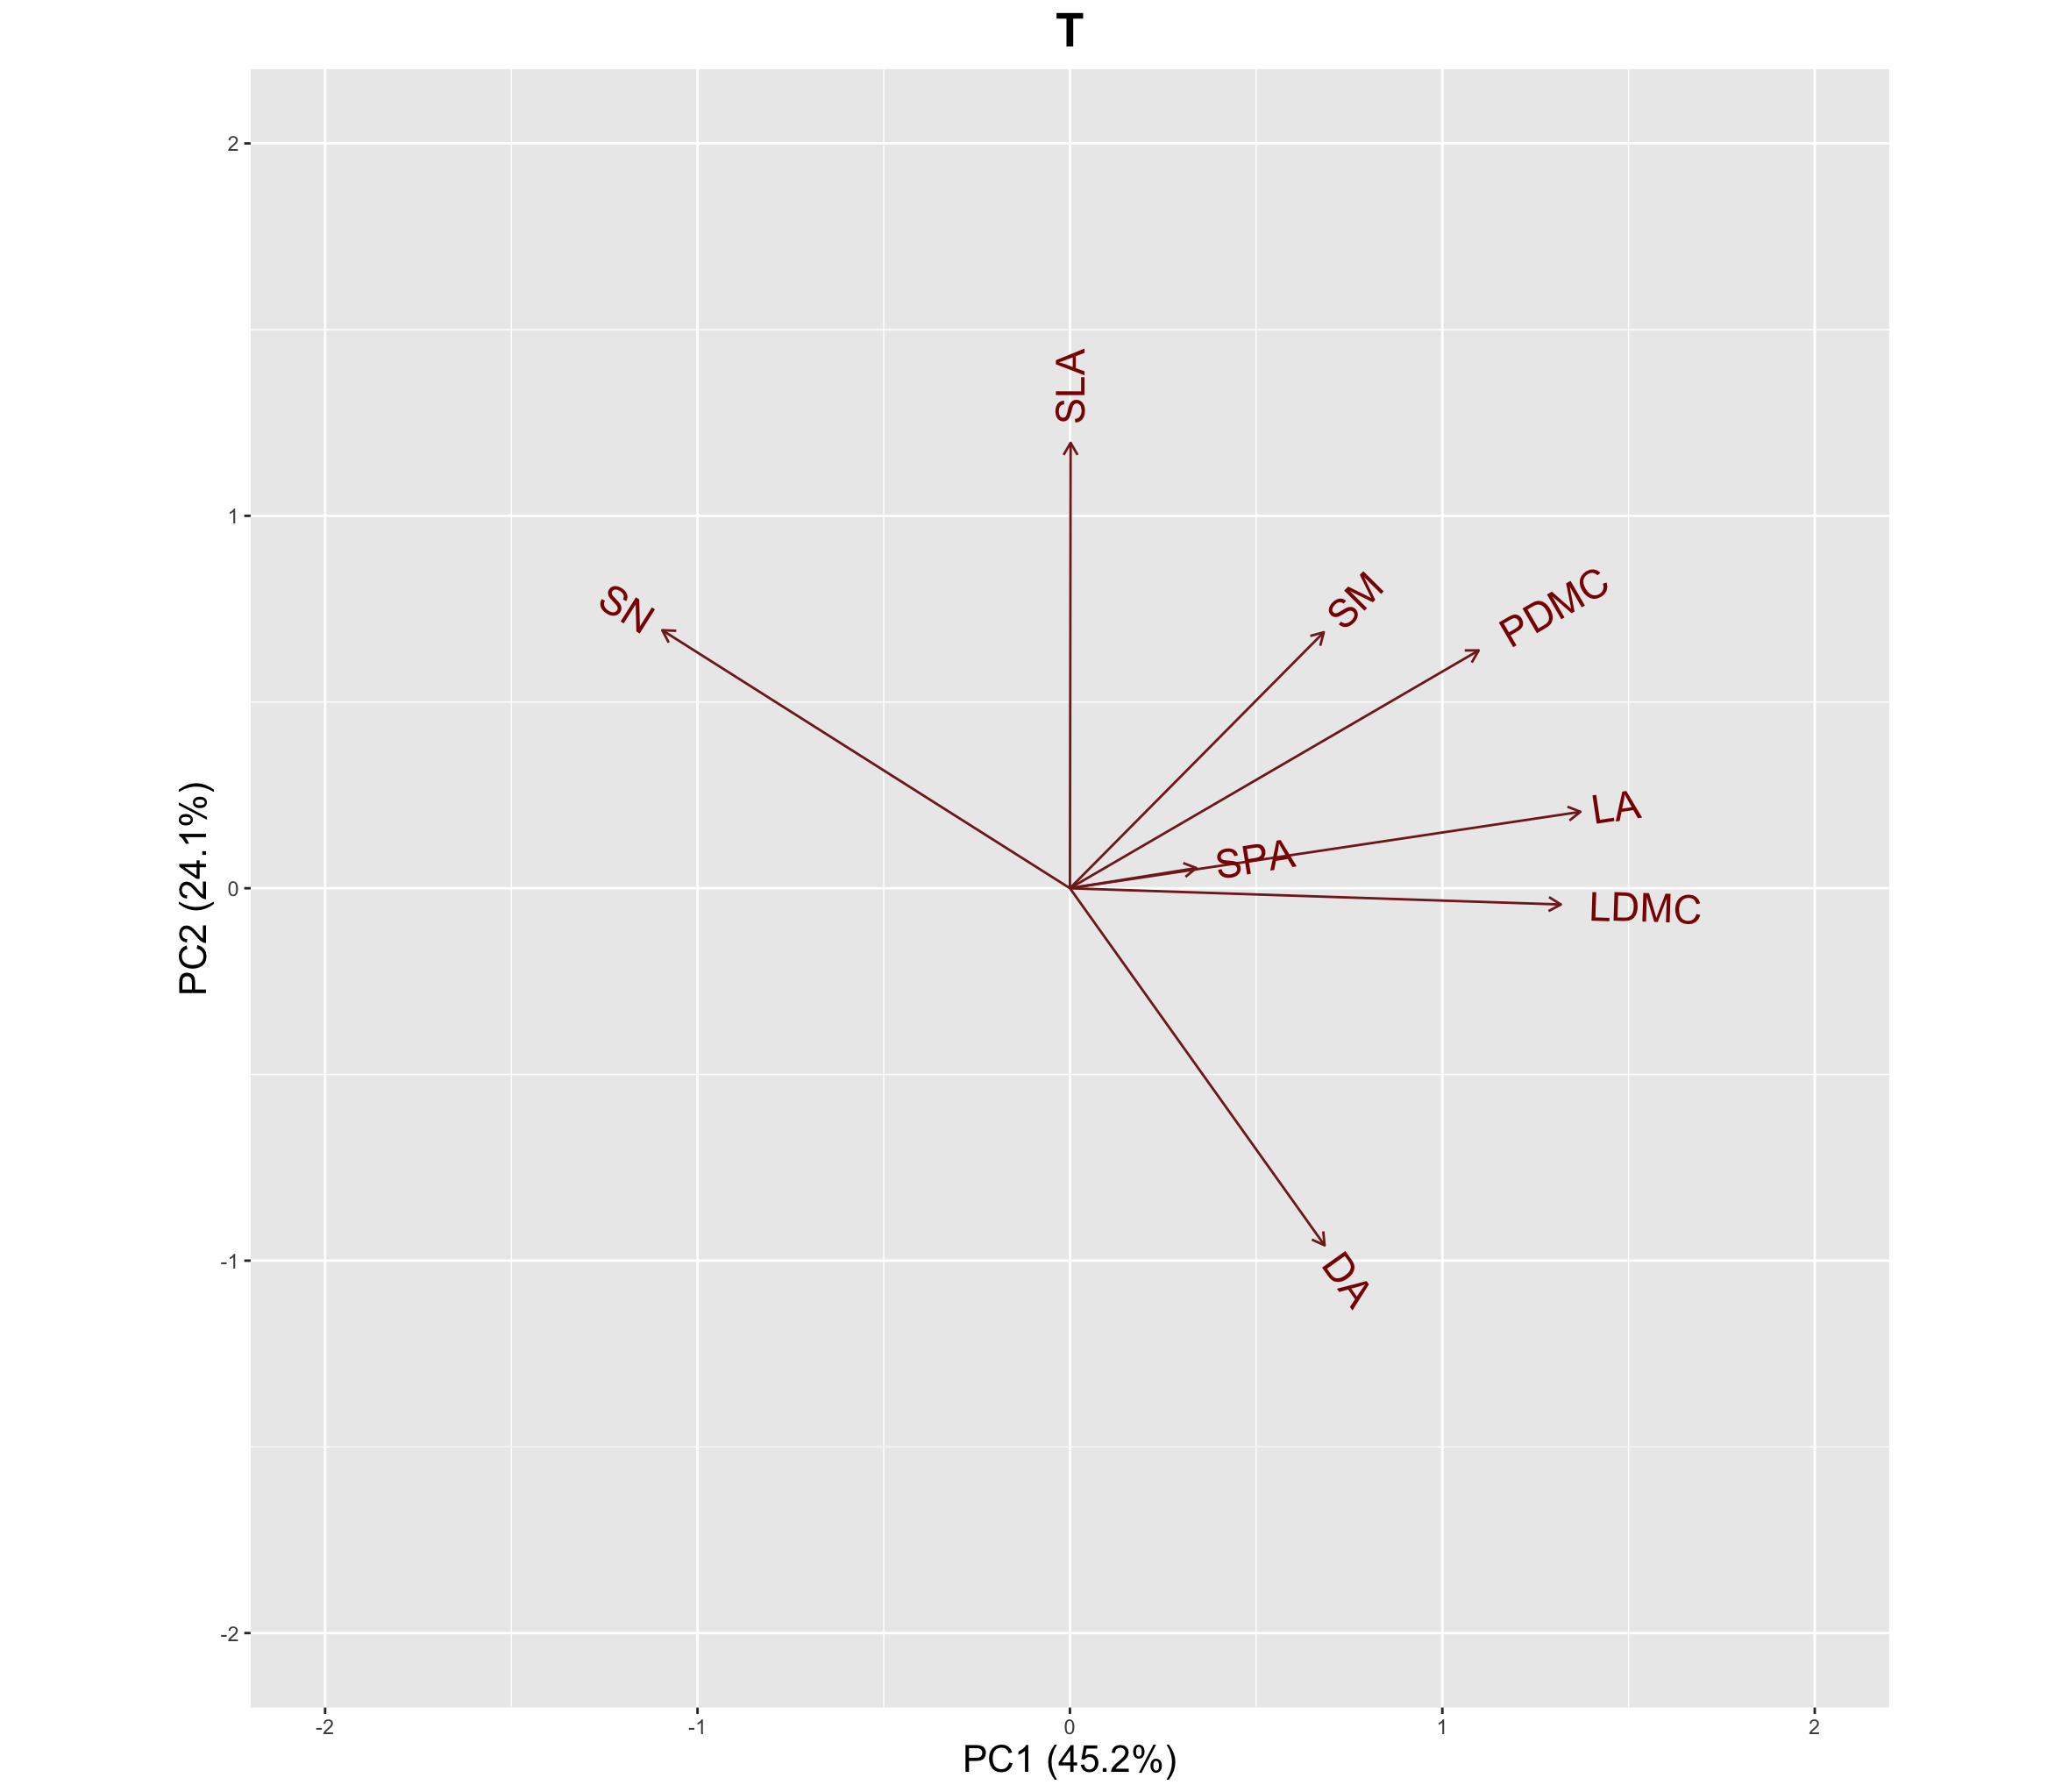 T
2
1
0
-1
-2
PC2 (24.1%)
SLA
SN
SM
PDMC
LA
SPA
LDMC
DA
-2
-1
0
1
2
PC1 (45.2%)